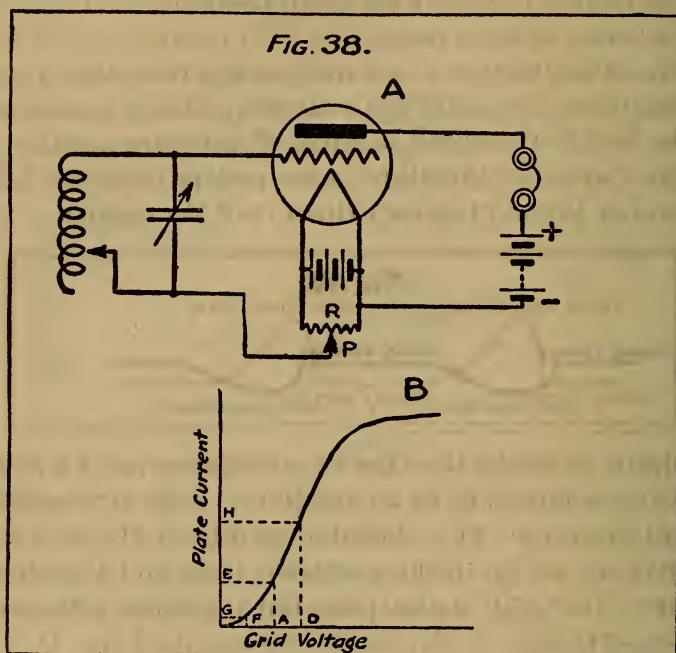 FIG. 38.
A
+
-
R
P
B
Plate Current
H
E
G
F A D
Grid Voltage